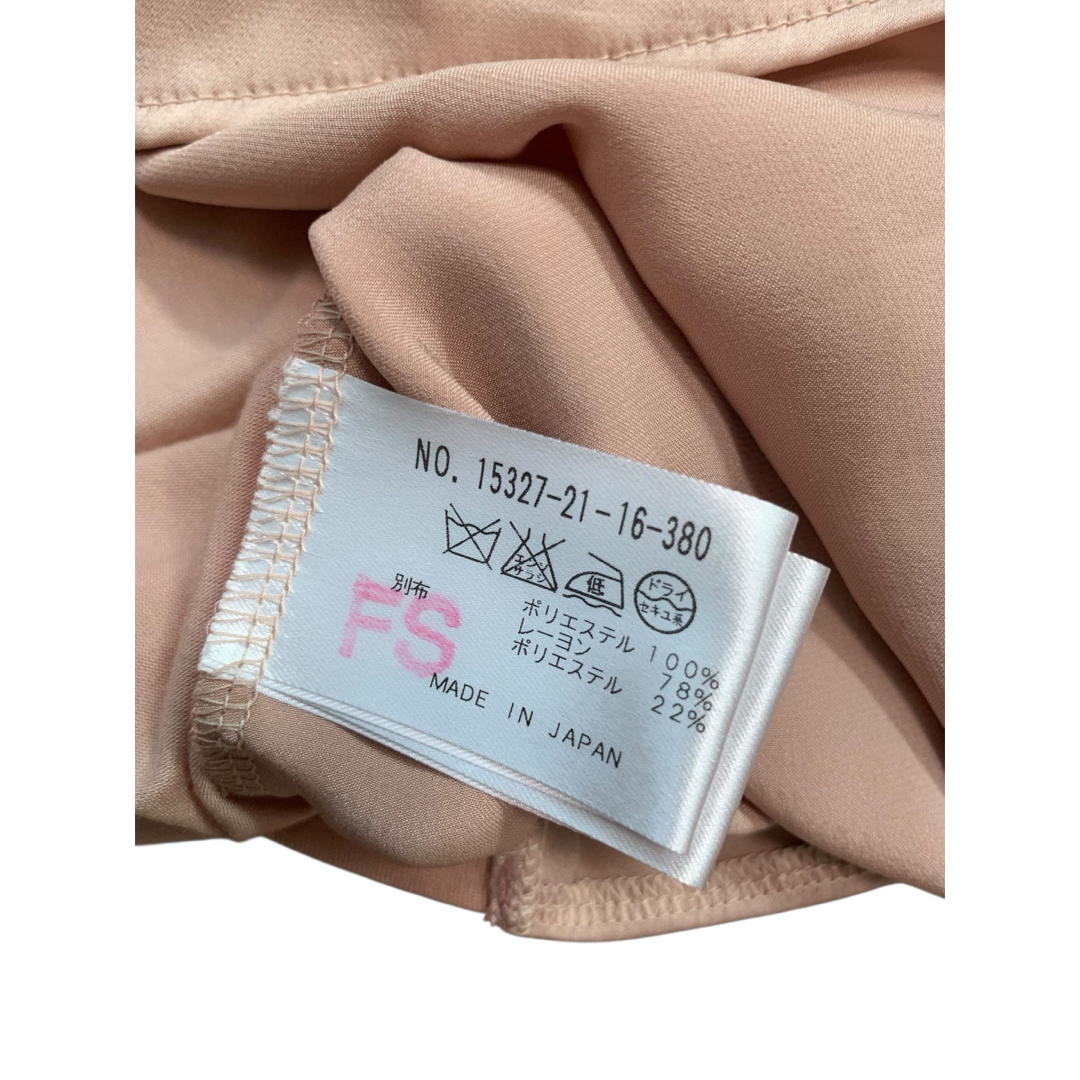 NO. 15327-21-16-380
エンソ
サラシ
低
ドライ
セキユ系
ポリエステル 100%
別布
レーヨン 78%
ポリエステル 22%
FS
MADE IN JAPAN